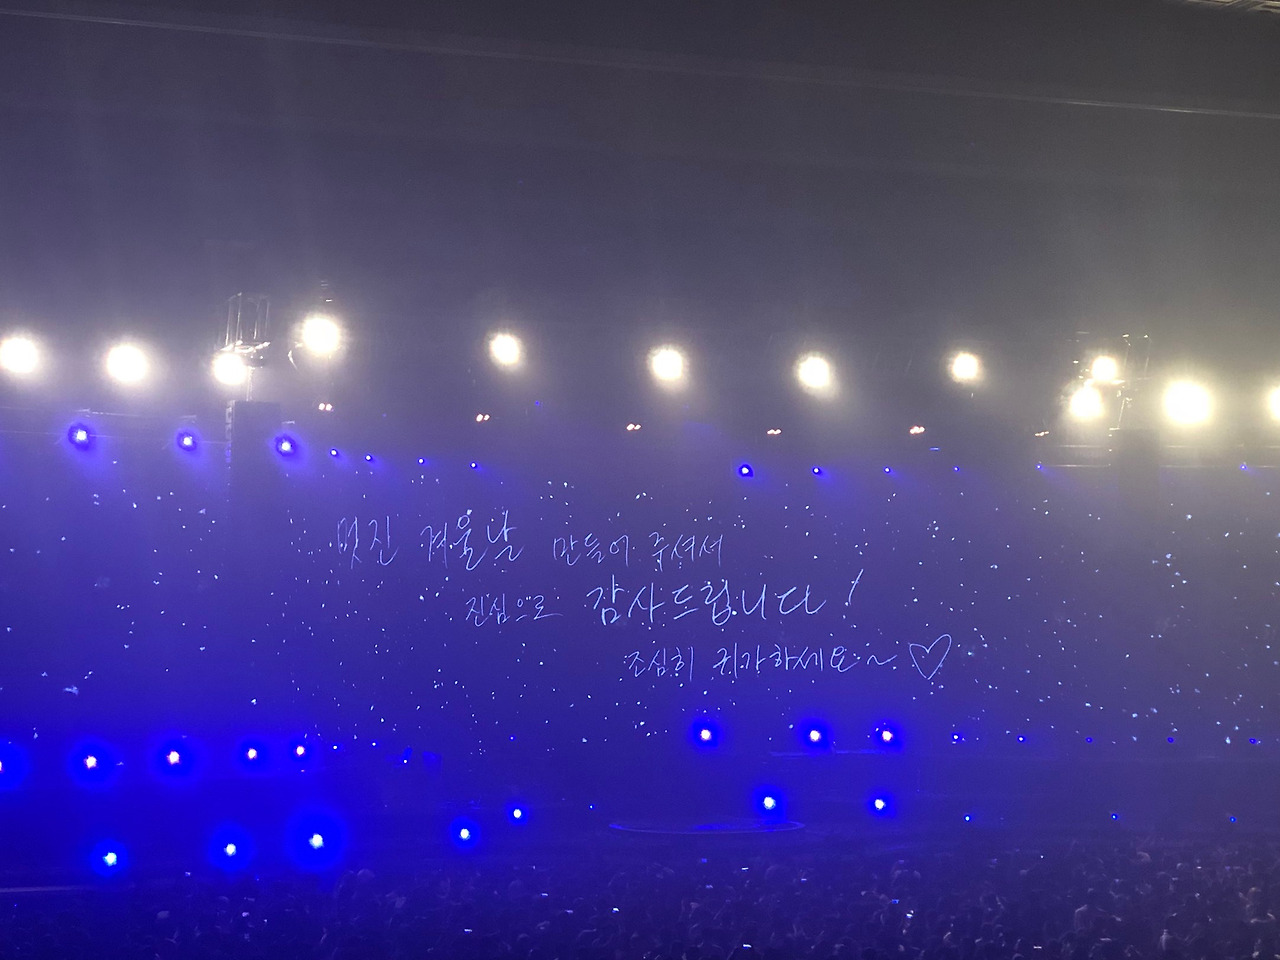 멋진 겨울날 만들어 주셔서
진심으로 감사드립니다!
조심히 귀가하세요~♡